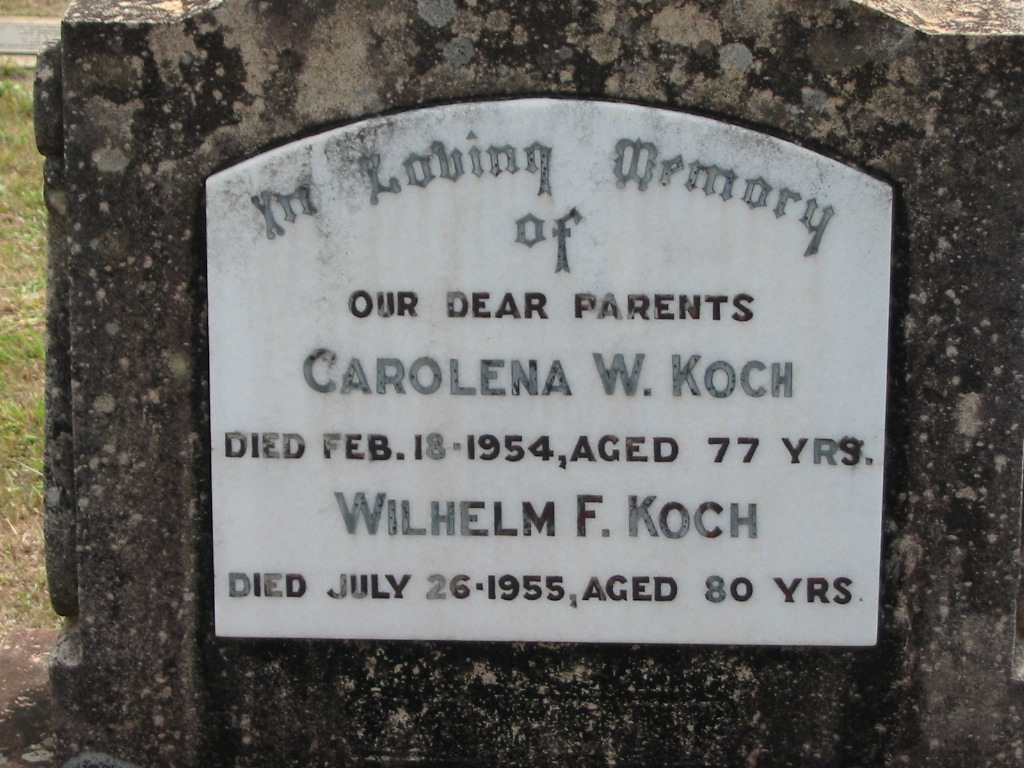 In Loving Memory
of
OUR DEAR PARENTS
CAROLENA W. KOCH
DIED FEB. 18·1954, AGED 77 YRS.
WILHELM F. KOCH
DIED JULY 26·1955, AGED 80 YRS.